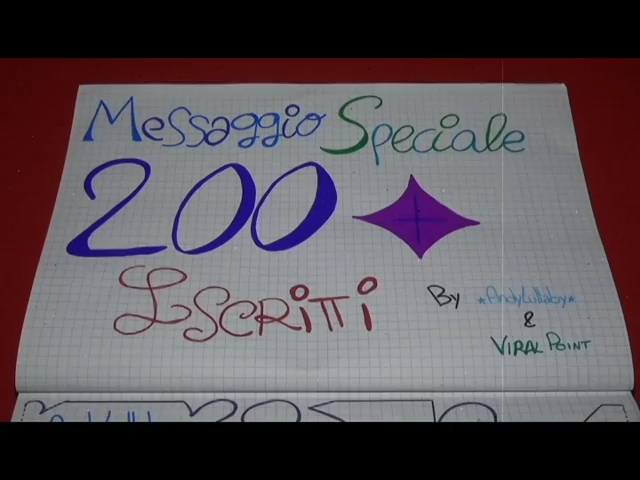 Messaggio Speciale
200
Iscritti
By *AndyLullaby*
&
Viral Point